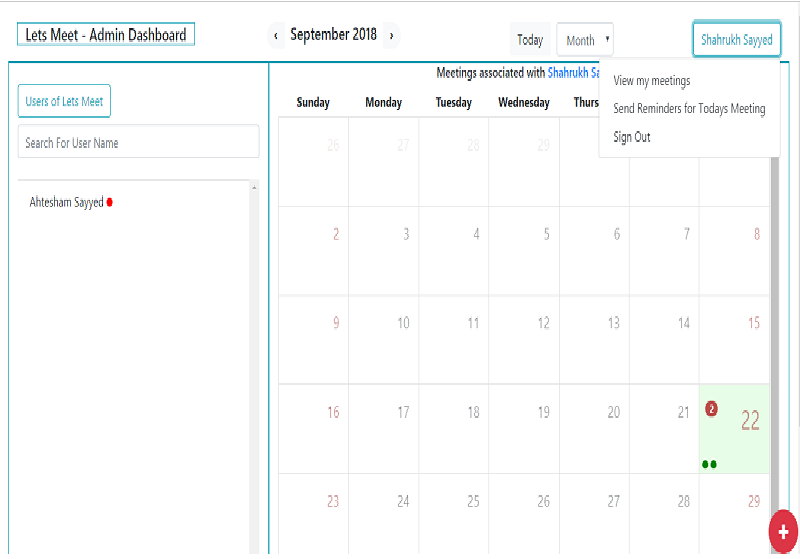 Lets Meet - Admin Dashboard
‹ September 2018 ›
Today
Month
Shahrukh Sayyed
View my meetings
Send Reminders for Todays Meeting
Sign Out
Users of Lets Meet
Search For User Name
Ahtesham Sayyed
Meetings associated with Shahrukh Sa
Sunday Monday Tuesday Wednesday Thurs
26 27 28 29
2 3 4 5 6 7 8
9 10 11 12 13 14 15
16 17 18 19 20 21 2 22
23 24 25 26 27 28 29
+